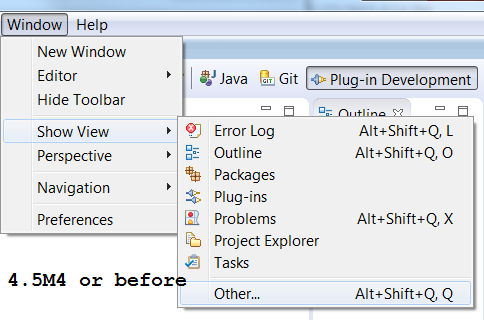 Window Help
New Window
Editor
Hide Toolbar
Show View
Perspective
Navigation
Preferences
Java Git Plug-in Development
Outline
Error Log Alt+Shift+Q, L
Outline Alt+Shift+Q, O
Packages
Plug-ins
Problems Alt+Shift+Q, X
Project Explorer
Tasks
Other... Alt+Shift+Q, Q
4.5M4 or before